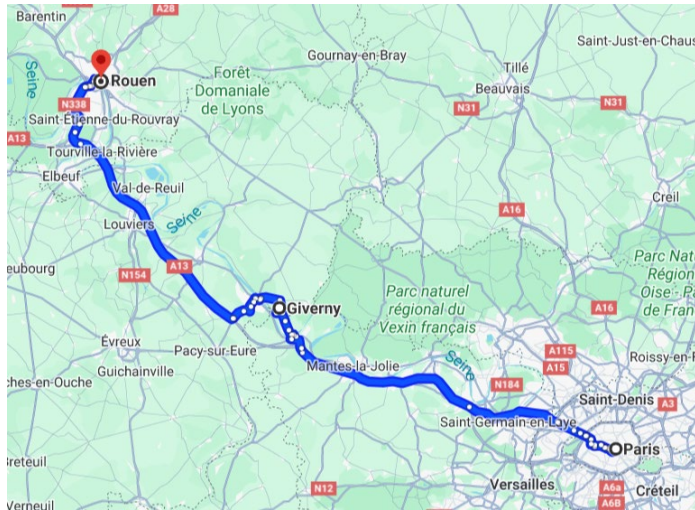 Barentin
A28
Saint-Just-en-Chaus
Gournay-en-Bray
Tillé
Rouen
Forêt
Domaniale
de Lyons
Beauvais
Seine
N338
N31
N31
Saint-Étienne-du-Rouvray
A13
Tourville-la-Rivière
Elbeuf
Val-de-Reuil
Creil
Louviers
Seine
A16
eubourg
N154
A13
Parc Nat
Région
Oise - Pa
de Fran
Giverny
Parc naturel
régional du
Vexin français
A16
Évreux
Pacy-sur-Eure
A115
Guichainville
Mantes-la-Jolie
Seine
A15
Roissy-en-F
ches-en-Ouche
N184
Saint-Denis
A3
Saint-Germain-en-Laye
Paris
Breteuil
N12
Versailles
A6a
Créteil
A6B
Verneuil